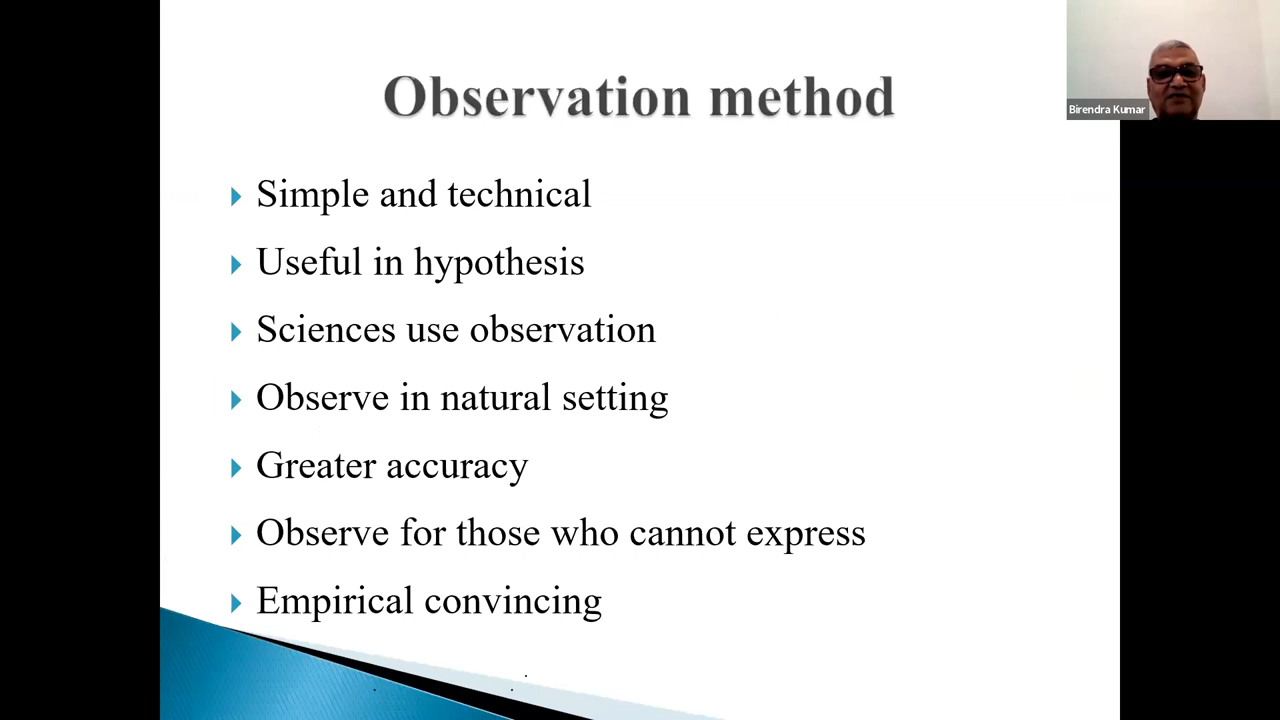 Observation method
Birendra Kumar
Simple and technical
Useful in hypothesis
Sciences use observation
Observe in natural setting
Greater accuracy
Observe for those who cannot express
Empirical convincing